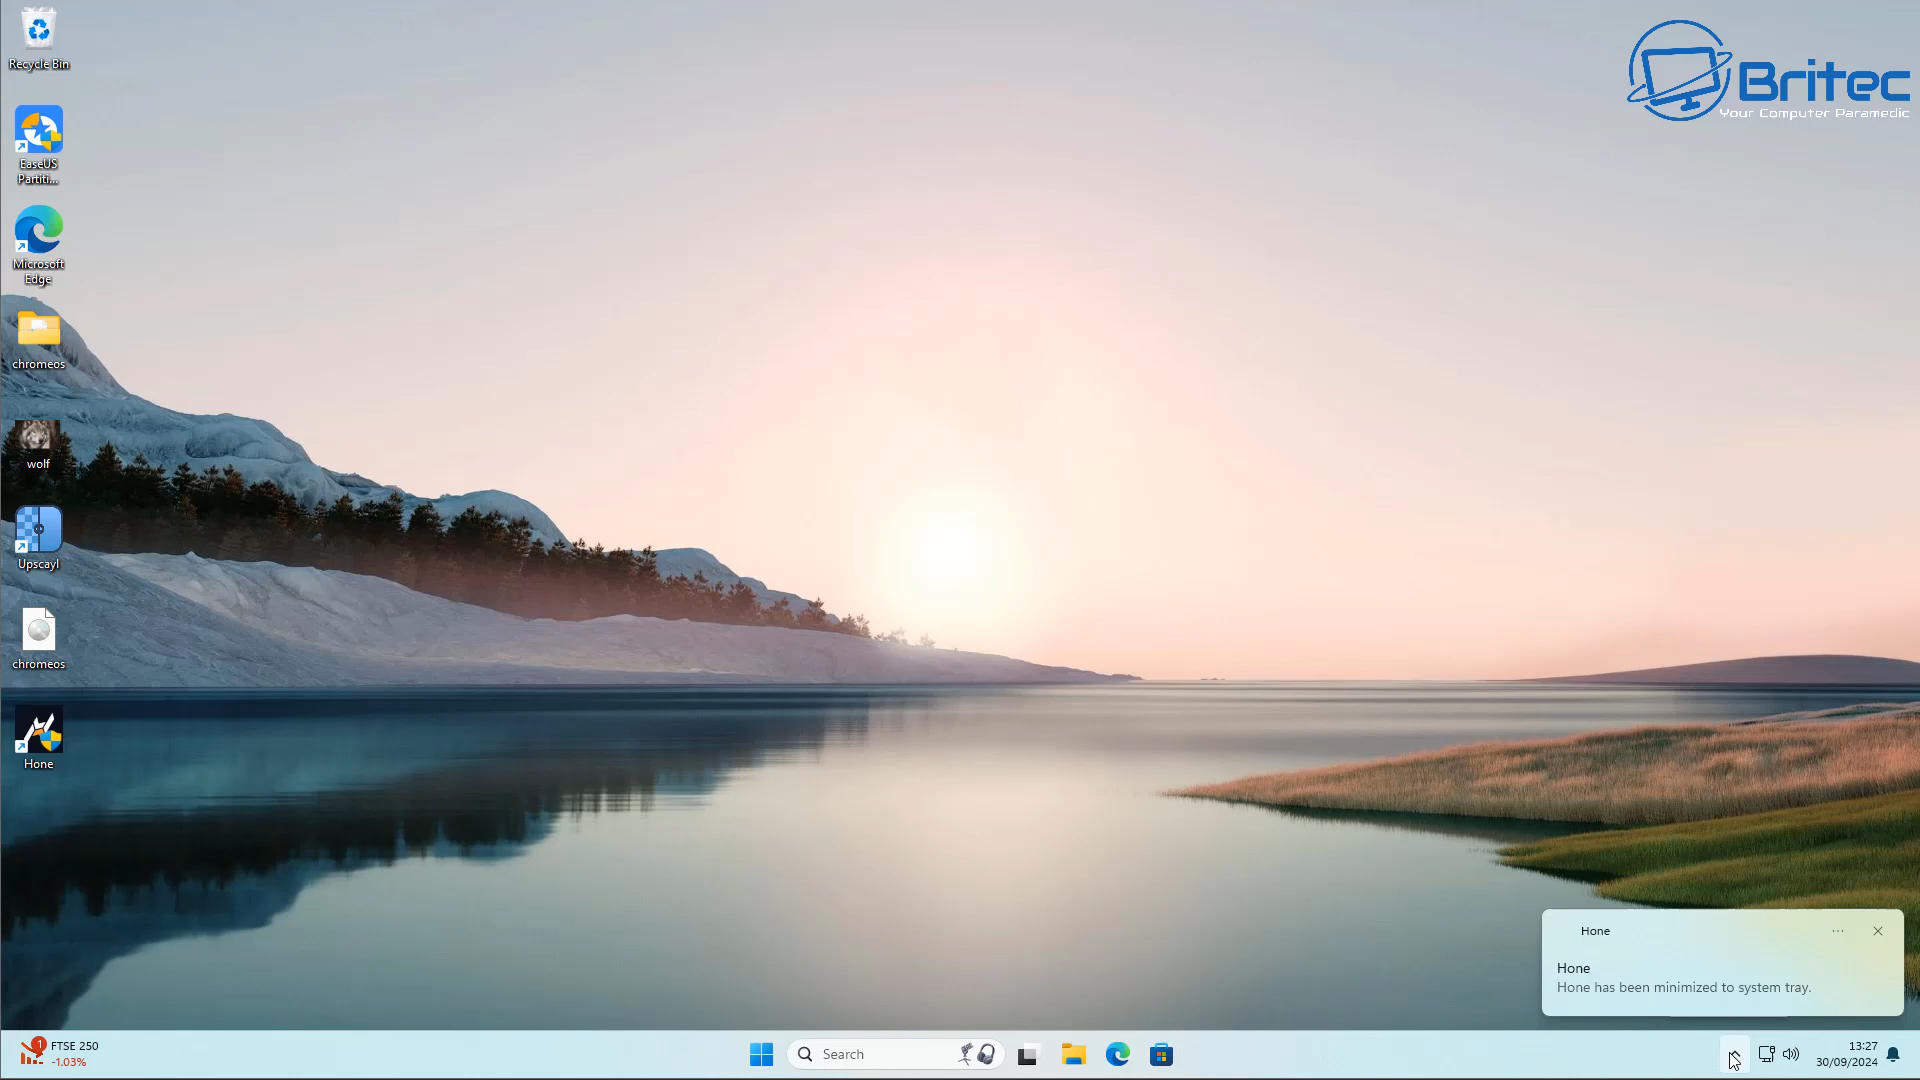 Recycle Bin
Britec
Your Computer Paramedic
EaseUS
Partiti...
Microsoft
Edge
chromeos
wolf
Upscayl
chromeos
Hone
Hone
Hone
Hone has been minimized to system tray.
1
FTSE 250
-1.03%
Search
13:27
30/09/2024